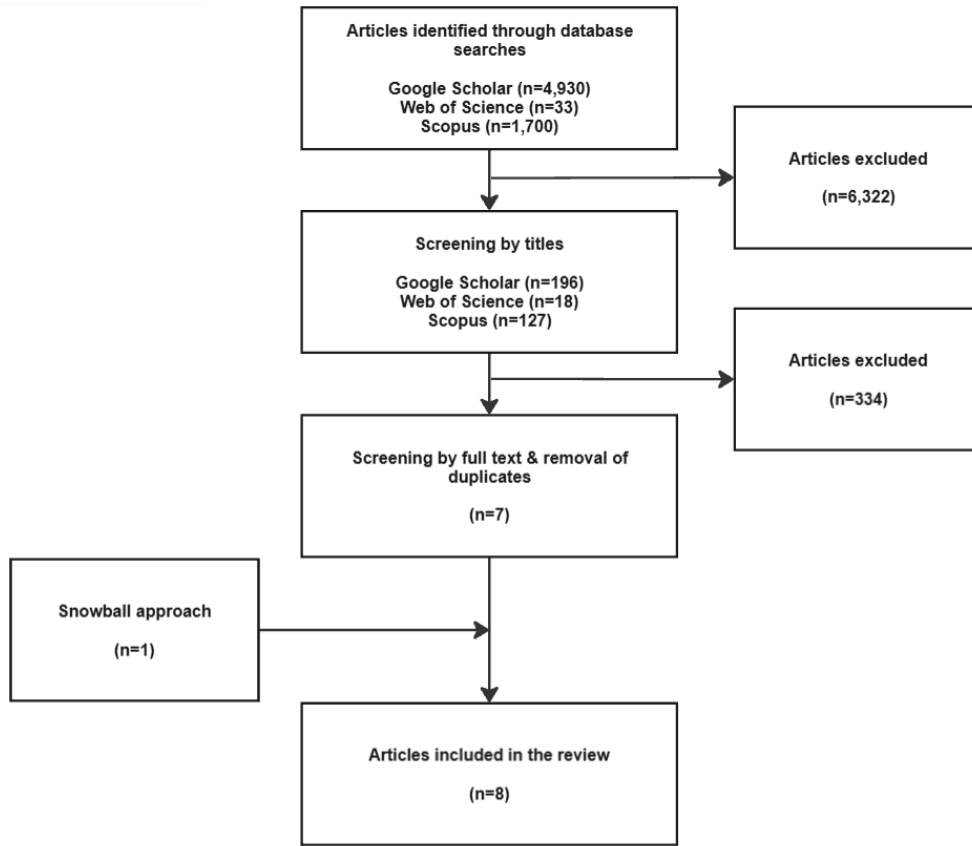 Articles identified through database
searches
Google Scholar (n=4,930)
Web of Science (n=33)
Scopus (n=1,700)
Articles excluded
(n=6,322)
Screening by titles
Google Scholar (n=196)
Web of Science (n=18)
Scopus (n=127)
Articles excluded
(n=334)
Screening by full text & removal of
duplicates
(n=7)
Snowball approach
(n=1)
Articles included in the review
(n=8)